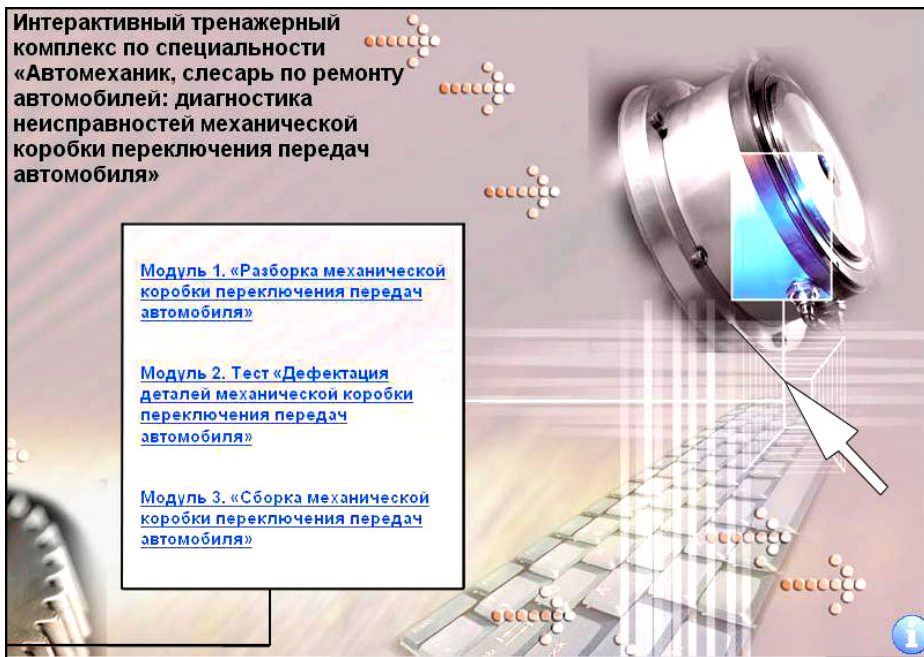 Интерактивный тренажерный
комплекс по специальности
«Автомеханик, слесарь по ремонту
автомобилей: диагностика
неисправностей механической
коробки переключения передач
автомобиля»
Модуль 1. «Разборка механической
коробки переключения передач
автомобиля»
Модуль 2. Тест «Дефектация
деталей механической коробки
переключения передач
автомобиля»
Модуль 3. «Сборка механической
коробки переключения передач
автомобиля»
i